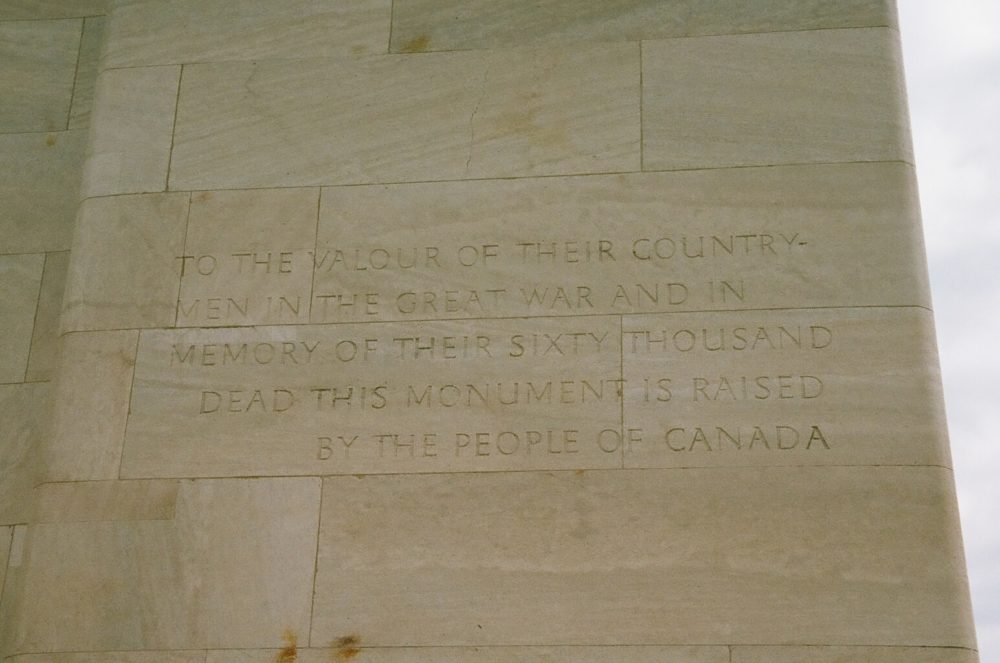 TO THE VALOUR OF THEIR COUNTRY-
MEN IN THE GREAT WAR AND IN
MEMORY OF THEIR SIXTY THOUSAND
DEAD THIS MONUMENT IS RAISED
BY THE PEOPLE OF CANADA